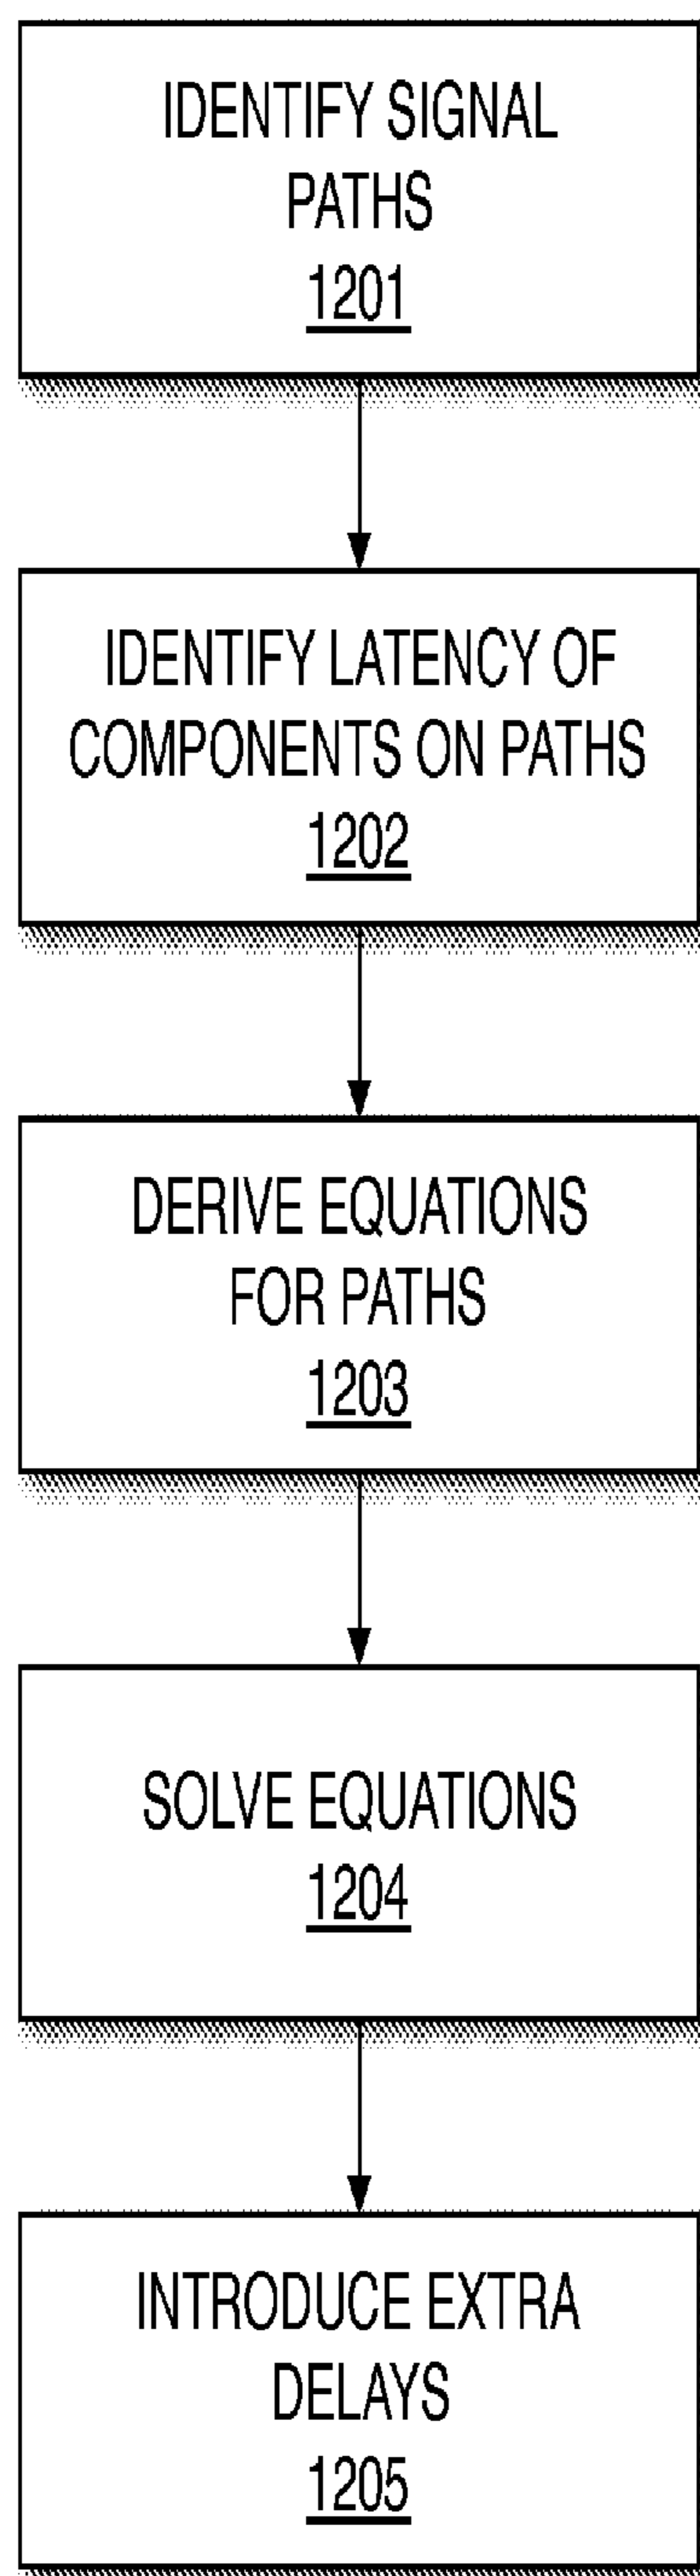 IDENTIFY SIGNAL
PATHS
1201
IDENTIFY LATENCY OF
COMPONENTS ON PATHS
1202
DERIVE EQUATIONS
FOR PATHS
1203
SOLVE EQUATIONS
1204
INTRODUCE EXTRA
DELAYS
1205